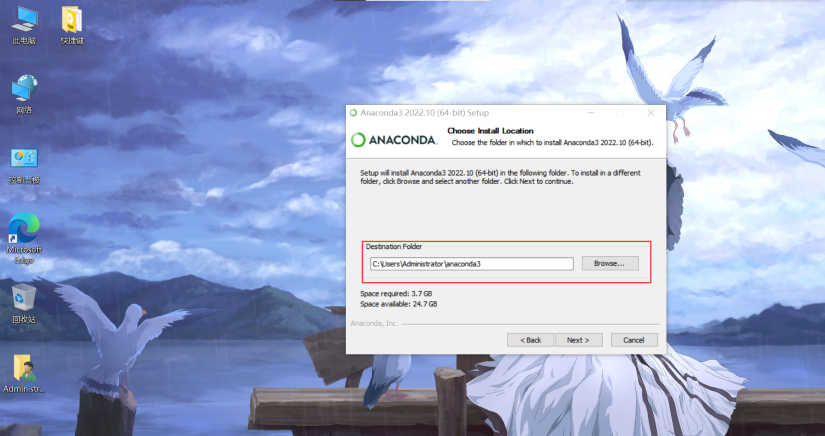 此电脑
快捷键
网络
控制面板
Microsoft
Edge
回收站
Administr...
Anaconda3 2022.10 (64-bit) Setup
ANACONDA.
Choose Install Location
Choose the folder in which to install Anaconda3 2022.10 (64-bit).
Setup will install Anaconda3 2022.10 (64-bit) in the following folder. To install in a different
folder, click Browse and select another folder. Click Next to continue.
Destination Folder
C:\Users\Administrator\anaconda3
Browse...
Space required: 3.7 GB
Space available: 24.7 GB
Anaconda, Inc.
< Back
Next >
Cancel